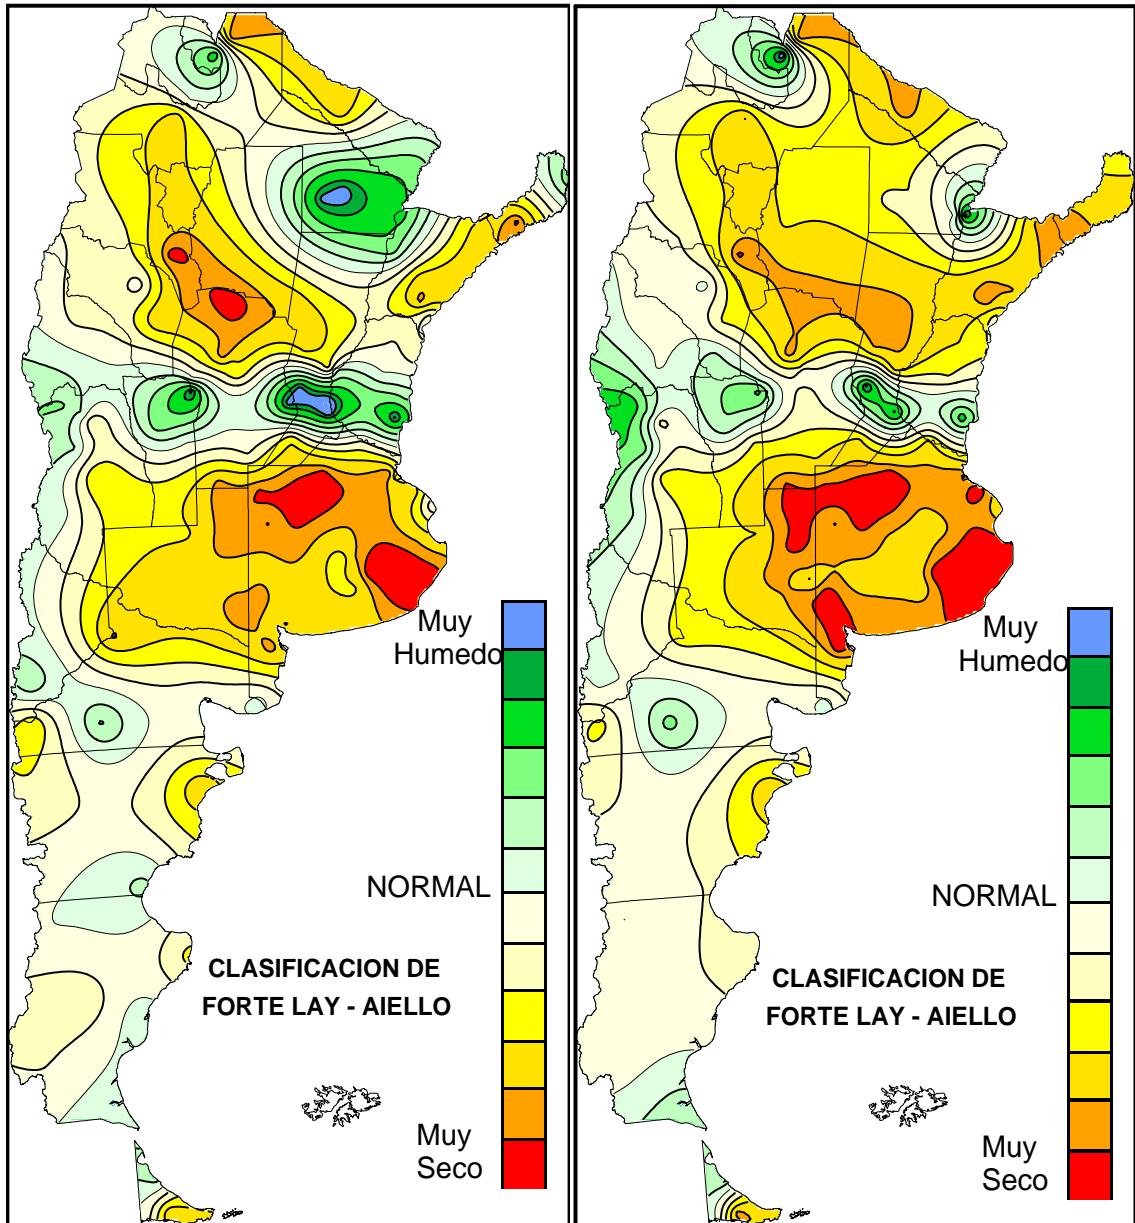 Muy
Humedo
NORMAL
CLASIFICACION DE
FORTE LAY - AIELLO
Muy
Seco
Muy
Humedo
NORMAL
CLASIFICACION DE
FORTE LAY - AIELLO
Muy
Seco